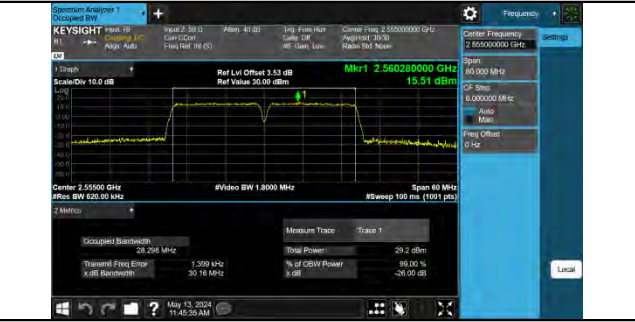 Spectrum Analyzer 1
Occupied BW
+
Frequency
KEYSIGHT Input: RF
Coupling: DC
Align: Auto
Input Z: 50 Ω
Corr CCorr
Freq Ref: Int (S)
Atten: 40 dB
Trig: Free Run
Gate: Off
#IF Gain: Low
Center Freq: 2.555000000 GHz
Avg|Hold: 30/30
Radio Std: None
Center Frequency
2.555000000 GHz
Settings
Span
60.000 MHz
CF Step
6.000000 MHz
Auto
Man
Freq Offset
0 Hz
1 Graph
Scale/Div 10.0 dB
Ref Lvl Offset 3.53 dB
Ref Value 30.00 dBm
Mkr1 2.560280000 GHz
15.51 dBm
Log
1
Center 2.55500 GHz
#Res BW 620.00 kHz
#Video BW 1.8000 MHz
Span 60 MHz
#Sweep 100 ms (1001 pts)
2 Metrics
Measure Trace
Trace 1
Occupied Bandwidth
28.298 MHz
Total Power
29.2 dBm
Transmit Freq Error
1.399 kHz
% of OBW Power
99.00 %
x dB Bandwidth
30.16 MHz
x dB
-26.00 dB
Local
?
May 13, 2024
11:45:35 AM